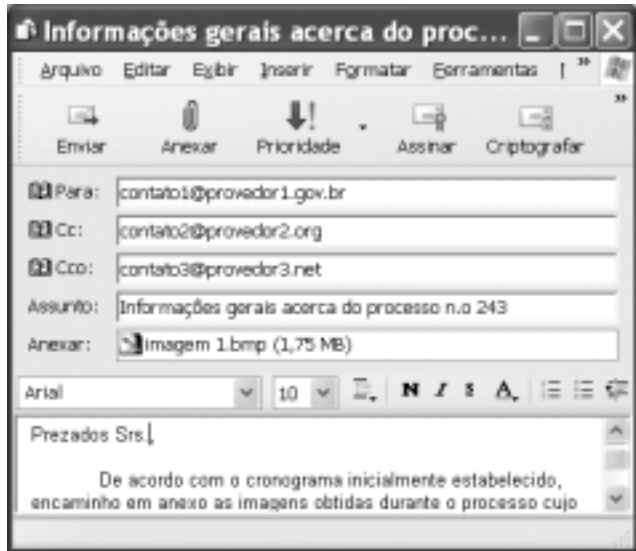 Informações gerais acerca do proc...
Arquivo Editar Exibir Inserir Formatar Ferramentas
Enviar Anexar Prioridade Assinar Criptografar
Para: contato1@provedor1.gov.br
Cc: contato2@provedor2.org
Cco: contato3@provedor3.net
Assunto: Informações gerais acerca do processo n.o 243
Anexar: imagem 1.bmp (1,75 MB)
Arial 10 N I s A
Prezados Srs.
De acordo com o cronograma inicialmente estabelecido,
encaminho em anexo as imagens obtidas durante o processo cujo